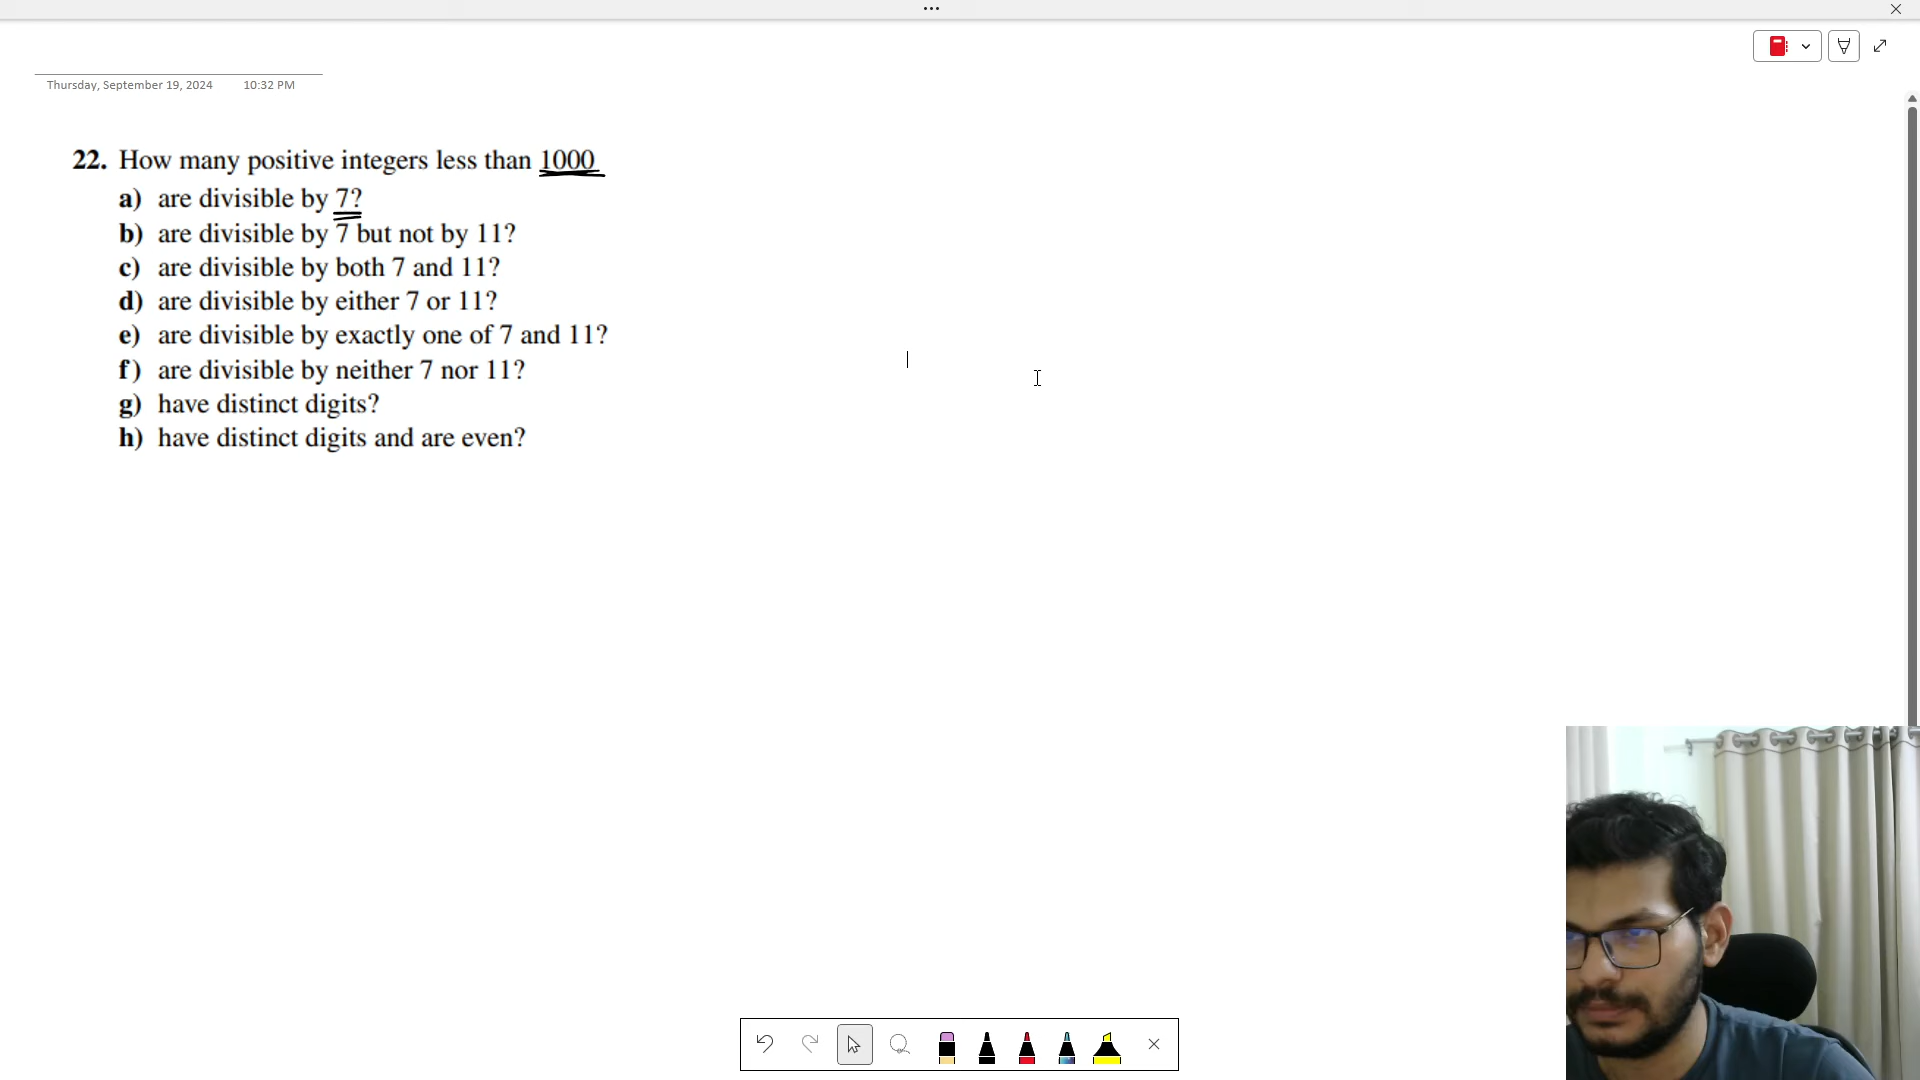 Thursday, September 19, 2024 10:32 PM
22. How many positive integers less than 1000
a) are divisible by 7?
b) are divisible by 7 but not by 11?
c) are divisible by both 7 and 11?
d) are divisible by either 7 or 11?
e) are divisible by exactly one of 7 and 11?
f) are divisible by neither 7 nor 11?
g) have distinct digits?
h) have distinct digits and are even?